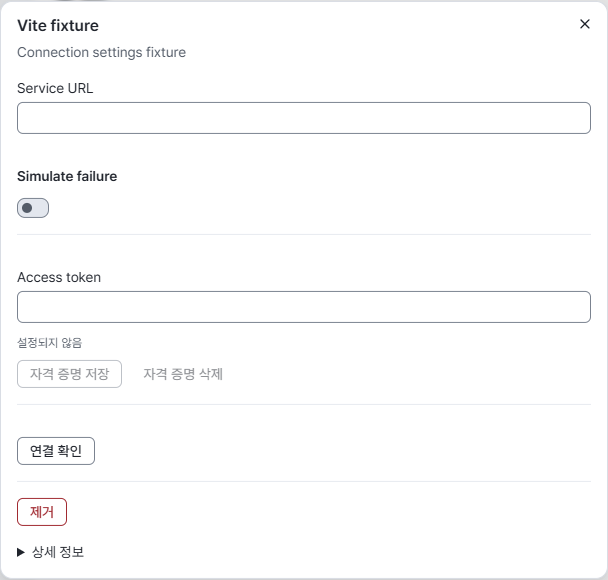 Vite fixture
Connection settings fixture
Service URL
Simulate failure
Access token
설정되지 않음
자격 증명 저장 자격 증명 삭제
연결 확인
제거
상세 정보